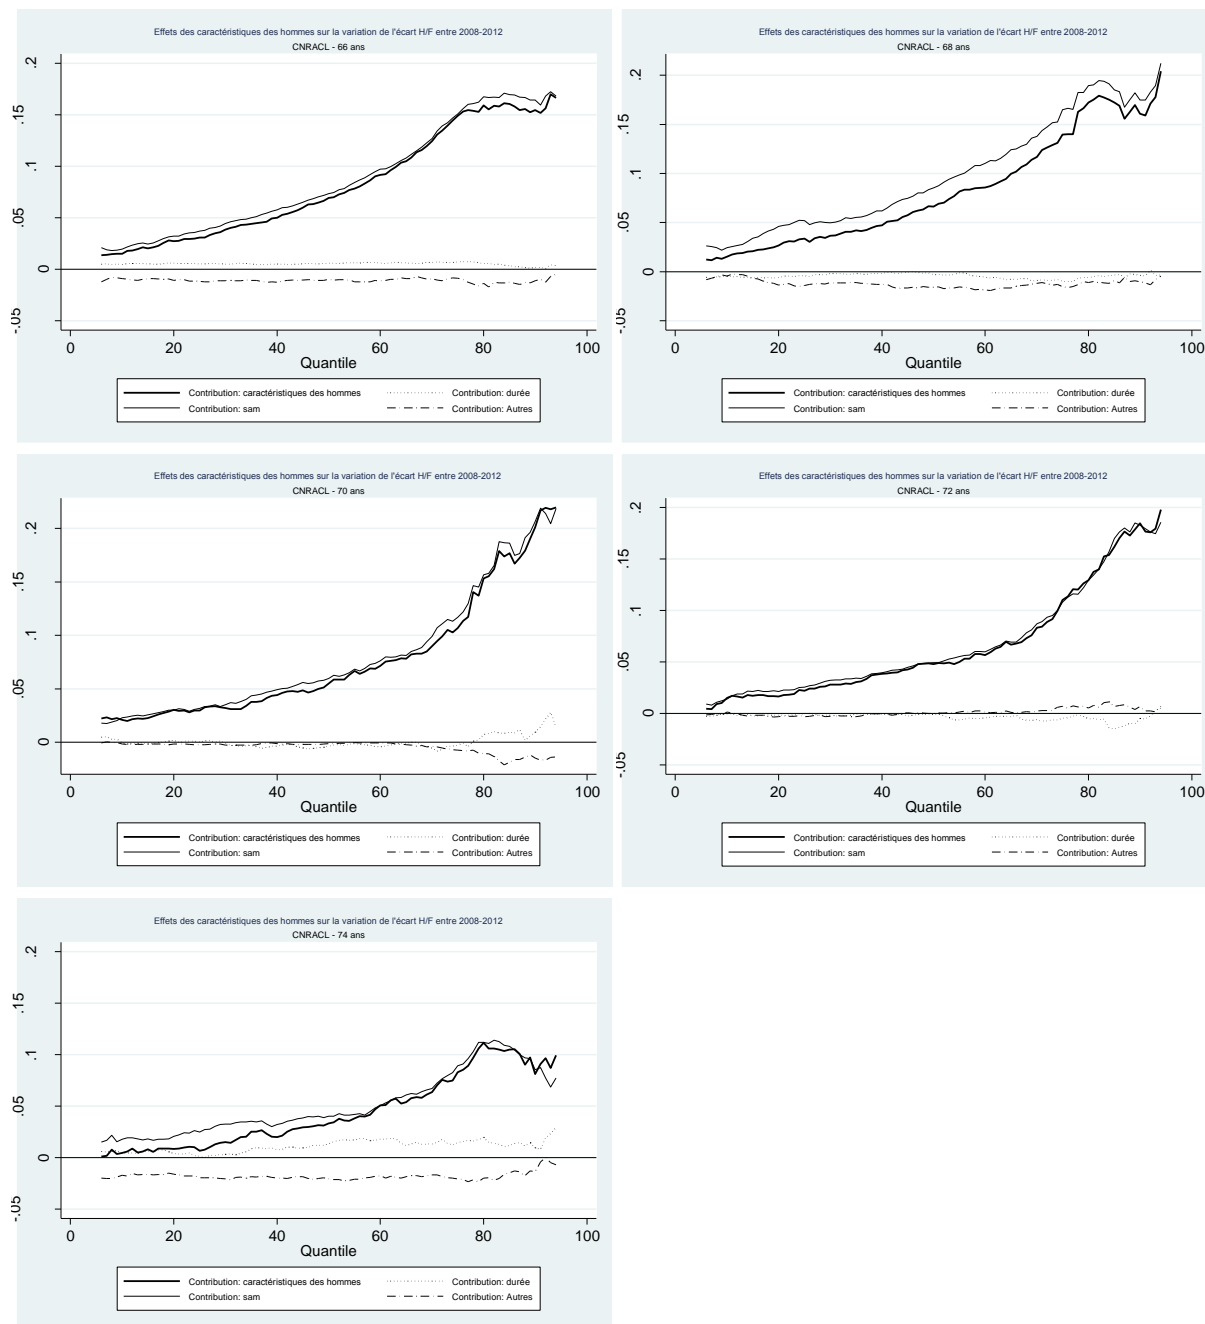 Effets des caractéristiques des hommes sur la variation de l'écart H/F entre 2008-2012
CNRACL - 66 ans
.2
.15
.1
.05
0
-.05
0 20 40 60 80 100
Quantile
Contribution: caractéristiques des hommes Contribution: durée
Contribution: sam Contribution: Autres
Effets des caractéristiques des hommes sur la variation de l'écart H/F entre 2008-2012
CNRACL - 68 ans
.2
.15
.1
.05
0
-.05
0 20 40 60 80 100
Quantile
Contribution: caractéristiques des hommes Contribution: durée
Contribution: sam Contribution: Autres
Effets des caractéristiques des hommes sur la variation de l'écart H/F entre 2008-2012
CNRACL - 70 ans
.2
.15
.1
.05
0
0 20 40 60 80 100
Quantile
Contribution: caractéristiques des hommes Contribution: durée
Contribution: sam Contribution: Autres
Effets des caractéristiques des hommes sur la variation de l'écart H/F entre 2008-2012
CNRACL - 72 ans
.2
.15
.1
.05
0
-.05
0 20 40 60 80 100
Quantile
Contribution: caractéristiques des hommes Contribution: durée
Contribution: sam Contribution: Autres
Effets des caractéristiques des hommes sur la variation de l'écart H/F entre 2008-2012
CNRACL - 74 ans
.2
.15
.1
.05
0
-.05
0 20 40 60 80 100
Quantile
Contribution: caractéristiques des hommes Contribution: durée
Contribution: sam Contribution: Autres